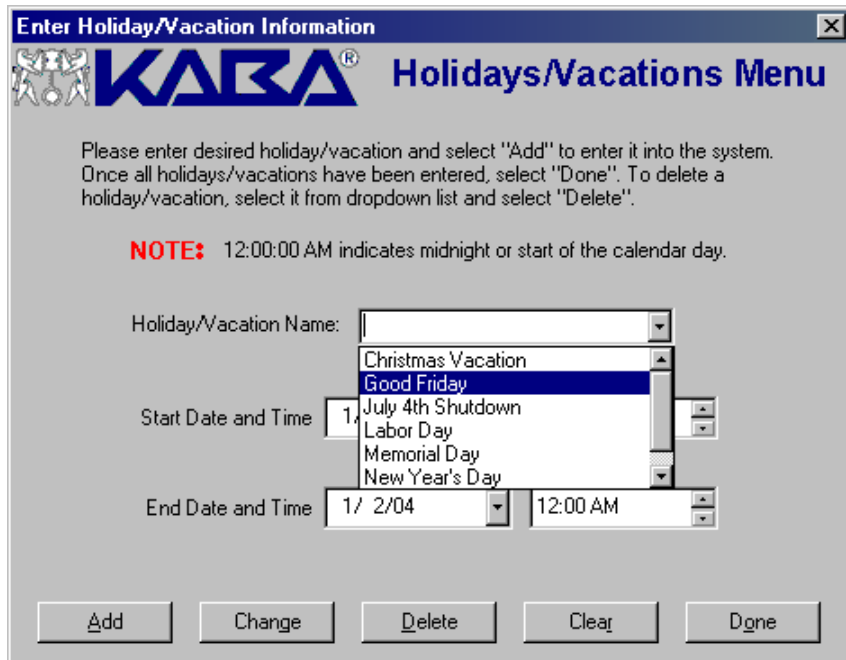 Enter Holiday/Vacation Information
KABA® Holidays/Vacations Menu
Please enter desired holiday/vacation and select "Add" to enter it into the system.
Once all holidays/vacations have been entered, select "Done". To delete a
holiday/vacation, select it from dropdown list and select "Delete".
NOTE: 12:00:00 AM indicates midnight or start of the calendar day.
Holiday/Vacation Name:
Christmas Vacation
Good Friday
July 4th Shutdown
Labor Day
Memorial Day
New Year's Day
Start Date and Time 1/
End Date and Time 1/ 2/04 12:00 AM
Add Change Delete Clear Done